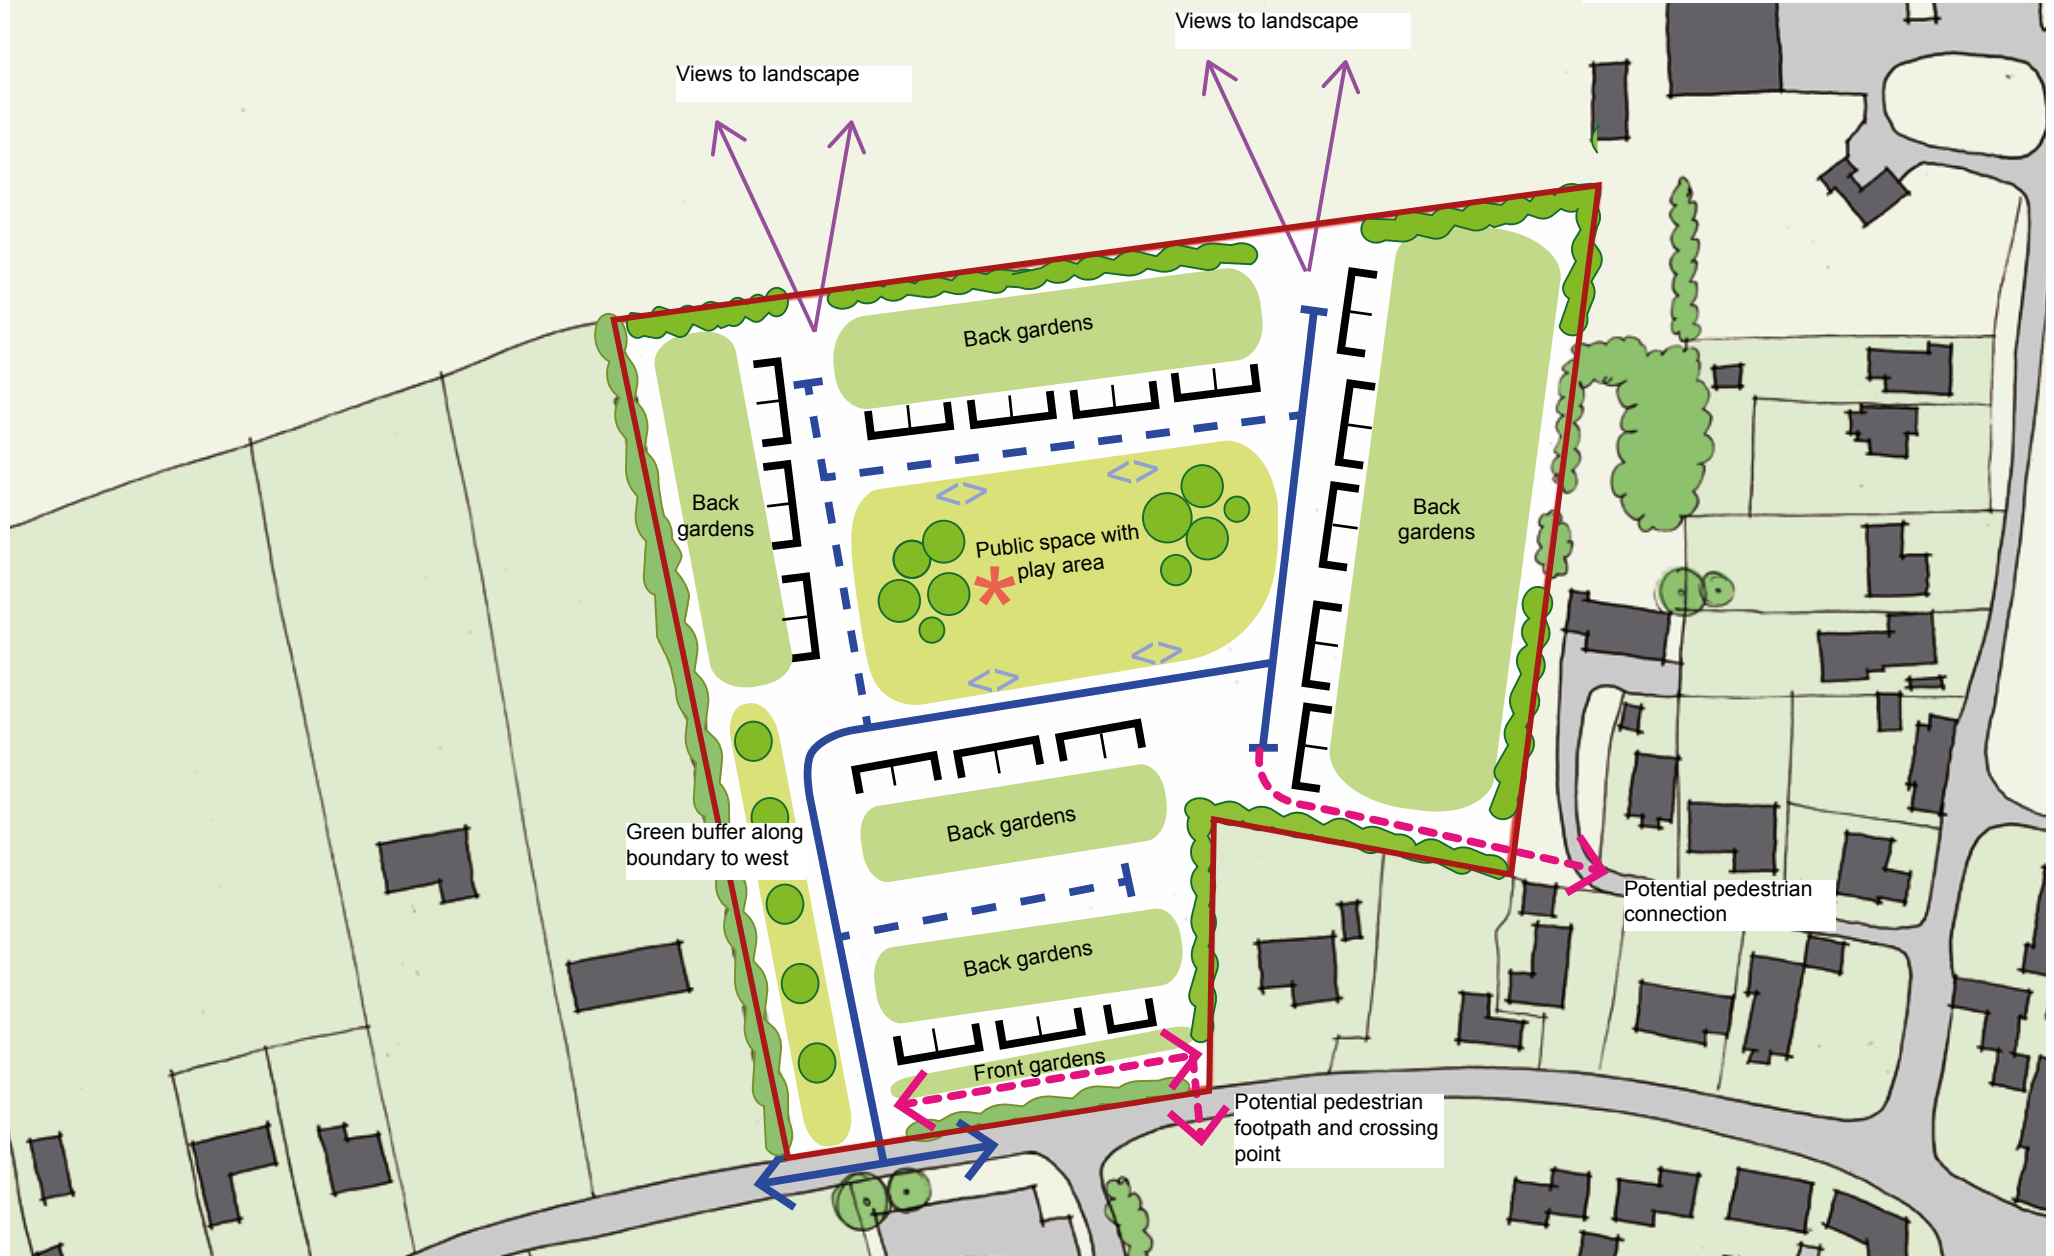 Views to landscape
Views to landscape
Back gardens
Back
gardens
Back
gardens
Public space with
play area
Back gardens
Green buffer along
boundary to west
Potential pedestrian
connection
Back gardens
Front gardens
Potential pedestrian
footpath and crossing
point